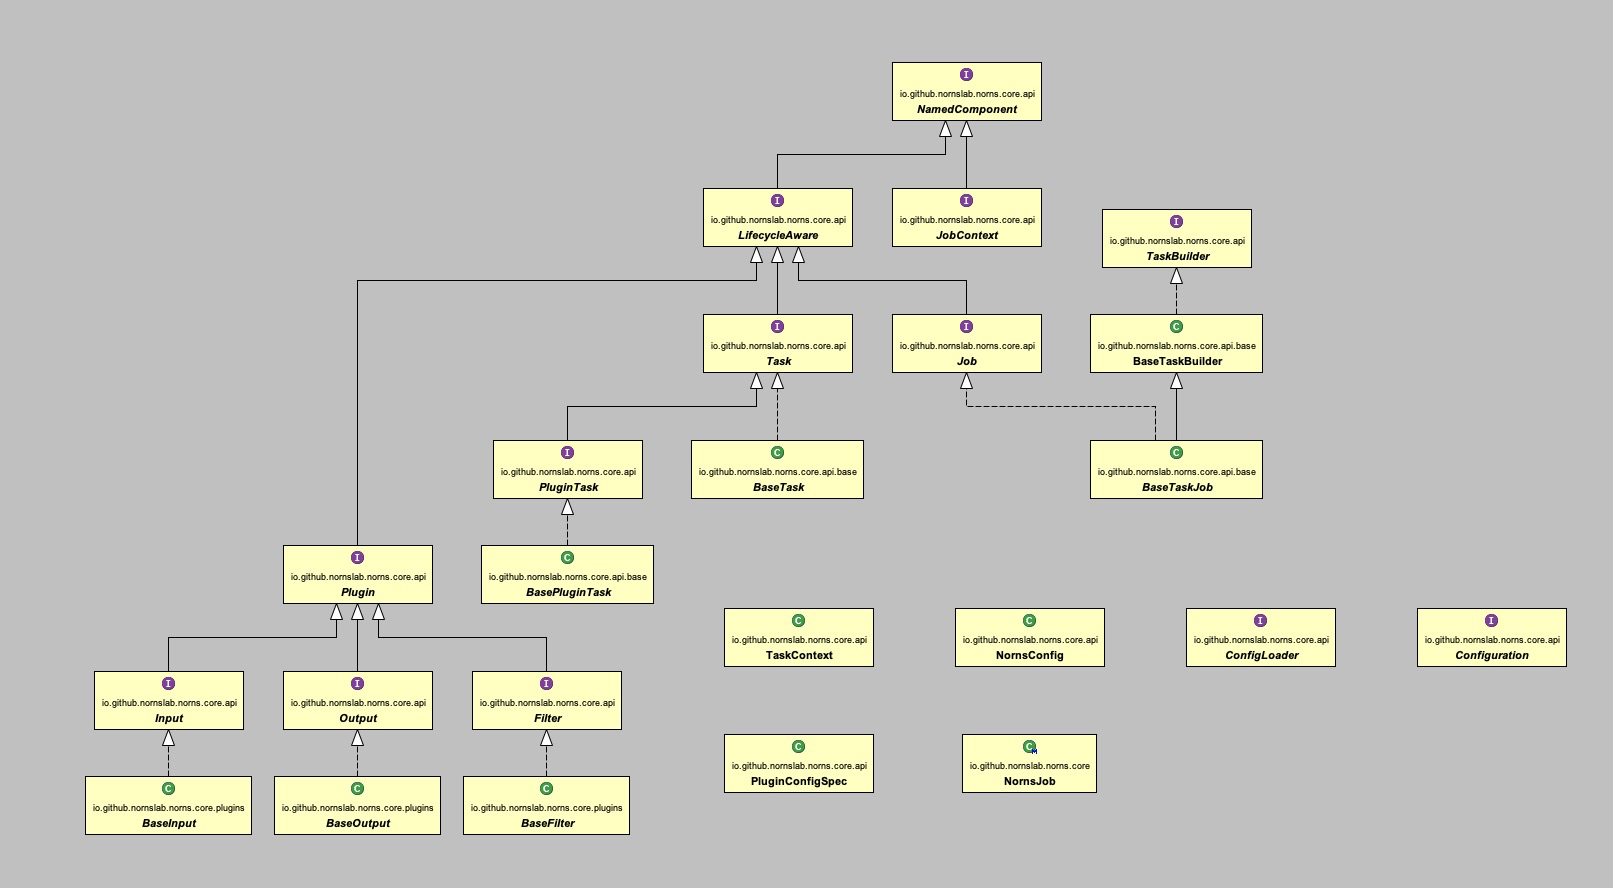 I
io.github.nornslab.norns.core.api
NamedComponent
I
io.github.nornslab.norns.core.api
LifecycleAware
I
io.github.nornslab.norns.core.api
JobContext
I
io.github.nornslab.norns.core.api
TaskBuilder
I
io.github.nornslab.norns.core.api
Task
I
io.github.nornslab.norns.core.api
Job
C
io.github.nornslab.norns.core.api.base
BaseTaskBuilder
I
io.github.nornslab.norns.core.api
PluginTask
C
io.github.nornslab.norns.core.api.base
BaseTask
C
io.github.nornslab.norns.core.api.base
BaseTaskJob
I
io.github.nornslab.norns.core.api
Plugin
C
io.github.nornslab.norns.core.api.base
BasePluginTask
C
io.github.nornslab.norns.core.api
TaskContext
C
io.github.nornslab.norns.core.api
NornsConfig
I
io.github.nornslab.norns.core.api
ConfigLoader
I
io.github.nornslab.norns.core.api
Configuration
I
io.github.nornslab.norns.core.api
Input
I
io.github.nornslab.norns.core.api
Output
I
io.github.nornslab.norns.core.api
Filter
C
io.github.nornslab.norns.core.api
PluginConfigSpec
C M
io.github.nornslab.norns.core
NornsJob
C
io.github.nornslab.norns.core.plugins
BaseInput
C
io.github.nornslab.norns.core.plugins
BaseOutput
C
io.github.nornslab.norns.core.plugins
BaseFilter